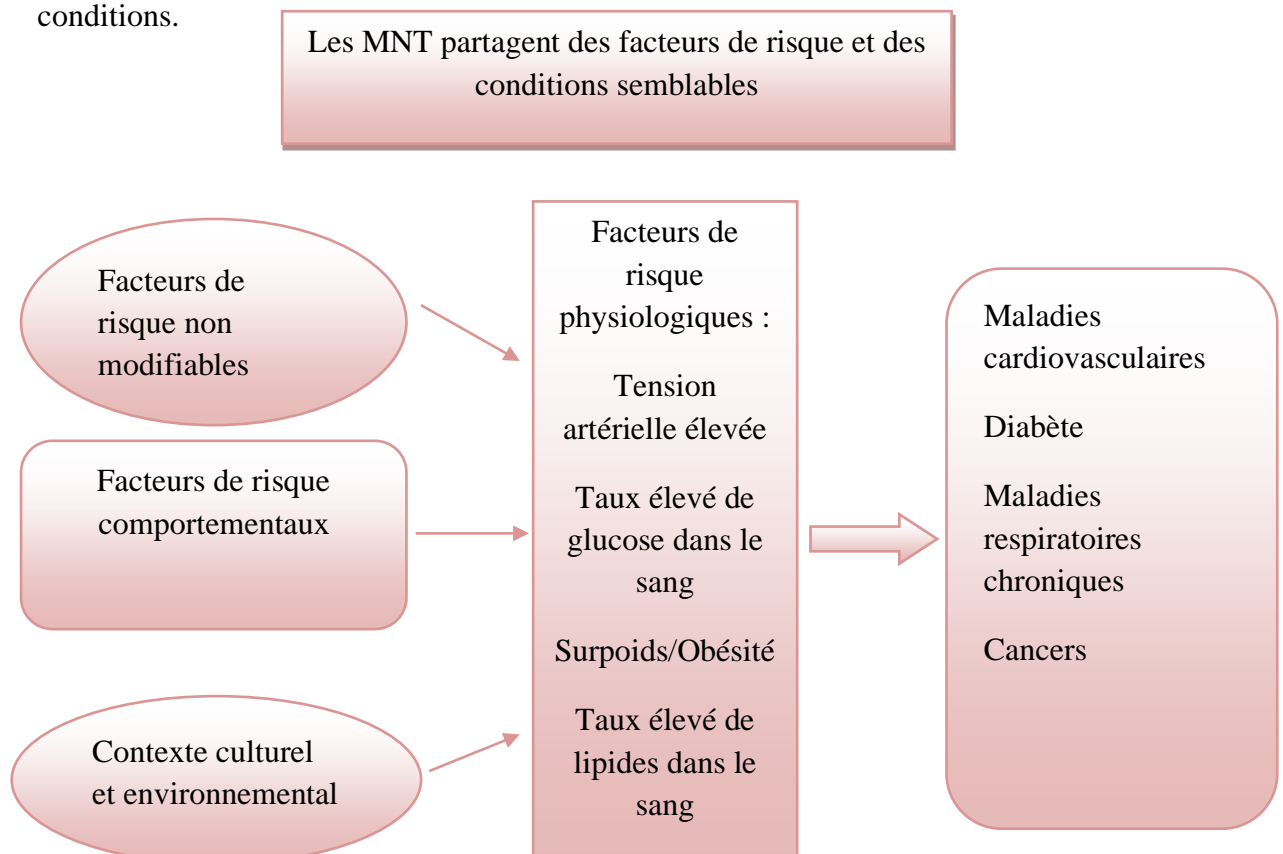 conditions.
Les MNT partagent des facteurs de risque et des
conditions semblables
Facteurs de
risque non
modifiables
Facteurs de risque
comportementaux
Contexte culturel
et environnemental
Facteurs de
risque
physiologiques :
Tension
artérielle élevée
Taux élevé de
glucose dans le
sang
Surpoids/Obésité
Taux élevé de
lipides dans le
sang
Maladies
cardiovasculaires
Diabète
Maladies
respiratoires
chroniques
Cancers